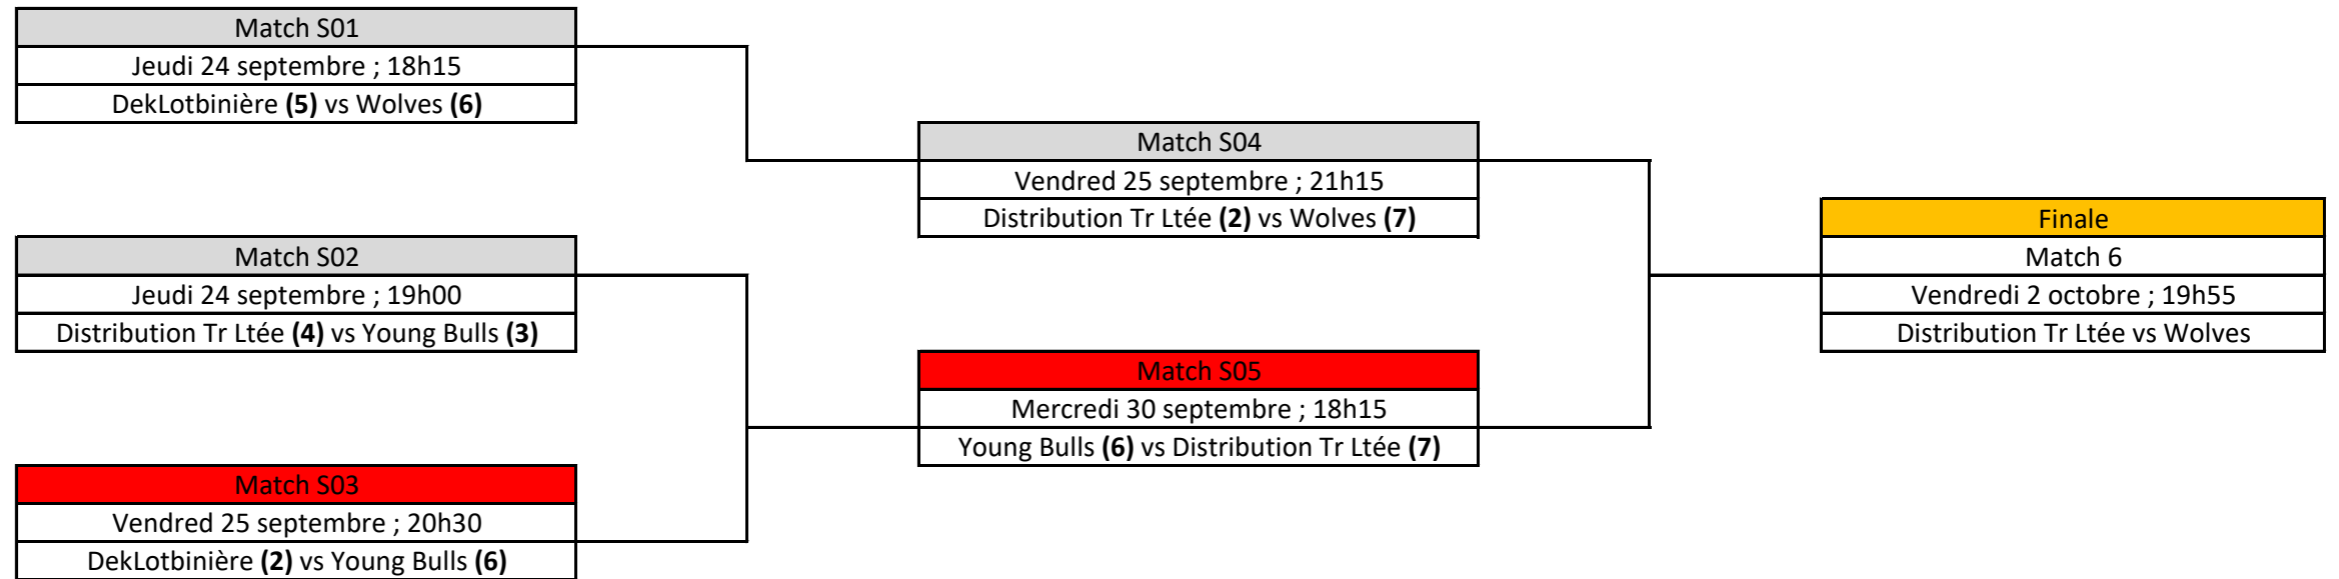 Match S01
Jeudi 24 septembre ; 18h15
DekLotbinière (5) vs Wolves (6)
Match S02
Jeudi 24 septembre ; 19h00
Distribution Tr Ltée (4) vs Young Bulls (3)
Match S03
Vendred 25 septembre ; 20h30
DekLotbinière (2) vs Young Bulls (6)
Match S04
Vendred 25 septembre ; 21h15
Distribution Tr Ltée (2) vs Wolves (7)
Match S05
Mercredi 30 septembre ; 18h15
Young Bulls (6) vs Distribution Tr Ltée (7)
Finale
Match 6
Vendredi 2 octobre ; 19h55
Distribution Tr Ltée vs Wolves